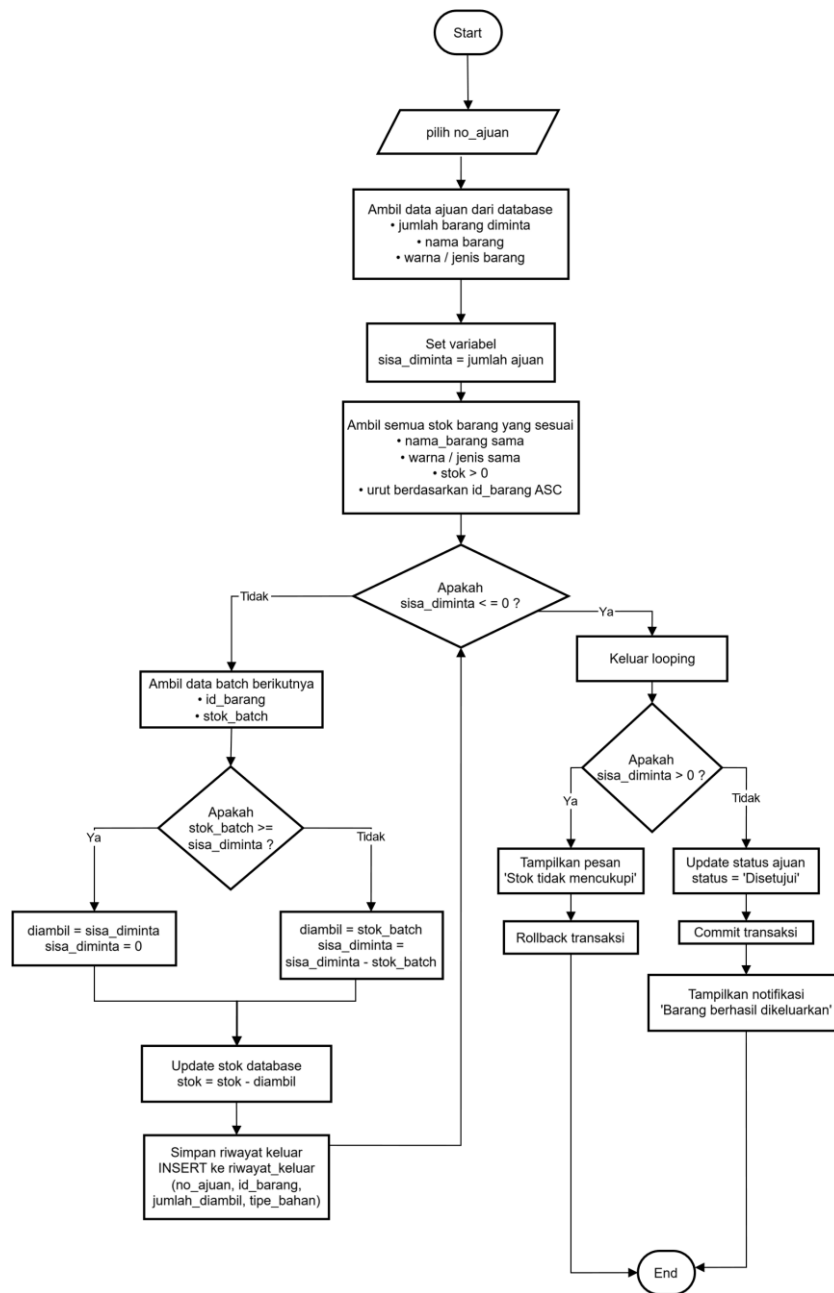 Start
pilih no_ajuan
Ambil data ajuan dari database
• jumlah barang diminta
• nama barang
• warna / jenis barang
Set variabel
sisa_diminta = jumlah ajuan
Ambil semua stok barang yang sesuai
• nama_barang sama
• warna / jenis sama
• stok > 0
• urut berdasarkan id_barang ASC
Apakah
sisa_diminta < = 0 ?
Tidak
Ya
Ambil data batch berikutnya
• id_barang
• stok_batch
Apakah
stok_batch >=
sisa_diminta ?
Ya
Tidak
diambil = sisa_diminta
sisa_diminta = 0
diambil = stok_batch
sisa_diminta =
sisa_diminta - stok_batch
Update stok database
stok = stok - diambil
Simpan riwayat keluar
INSERT ke riwayat_keluar
(no_ajuan, id_barang,
jumlah_diambil, tipe_bahan)
Keluar looping
Apakah
sisa_diminta > 0 ?
Ya
Tidak
Tampilkan pesan
'Stok tidak mencukupi'
Rollback transaksi
Update status ajuan
status = 'Disetujui'
Commit transaksi
Tampilkan notifikasi
'Barang berhasil dikeluarkan'
End